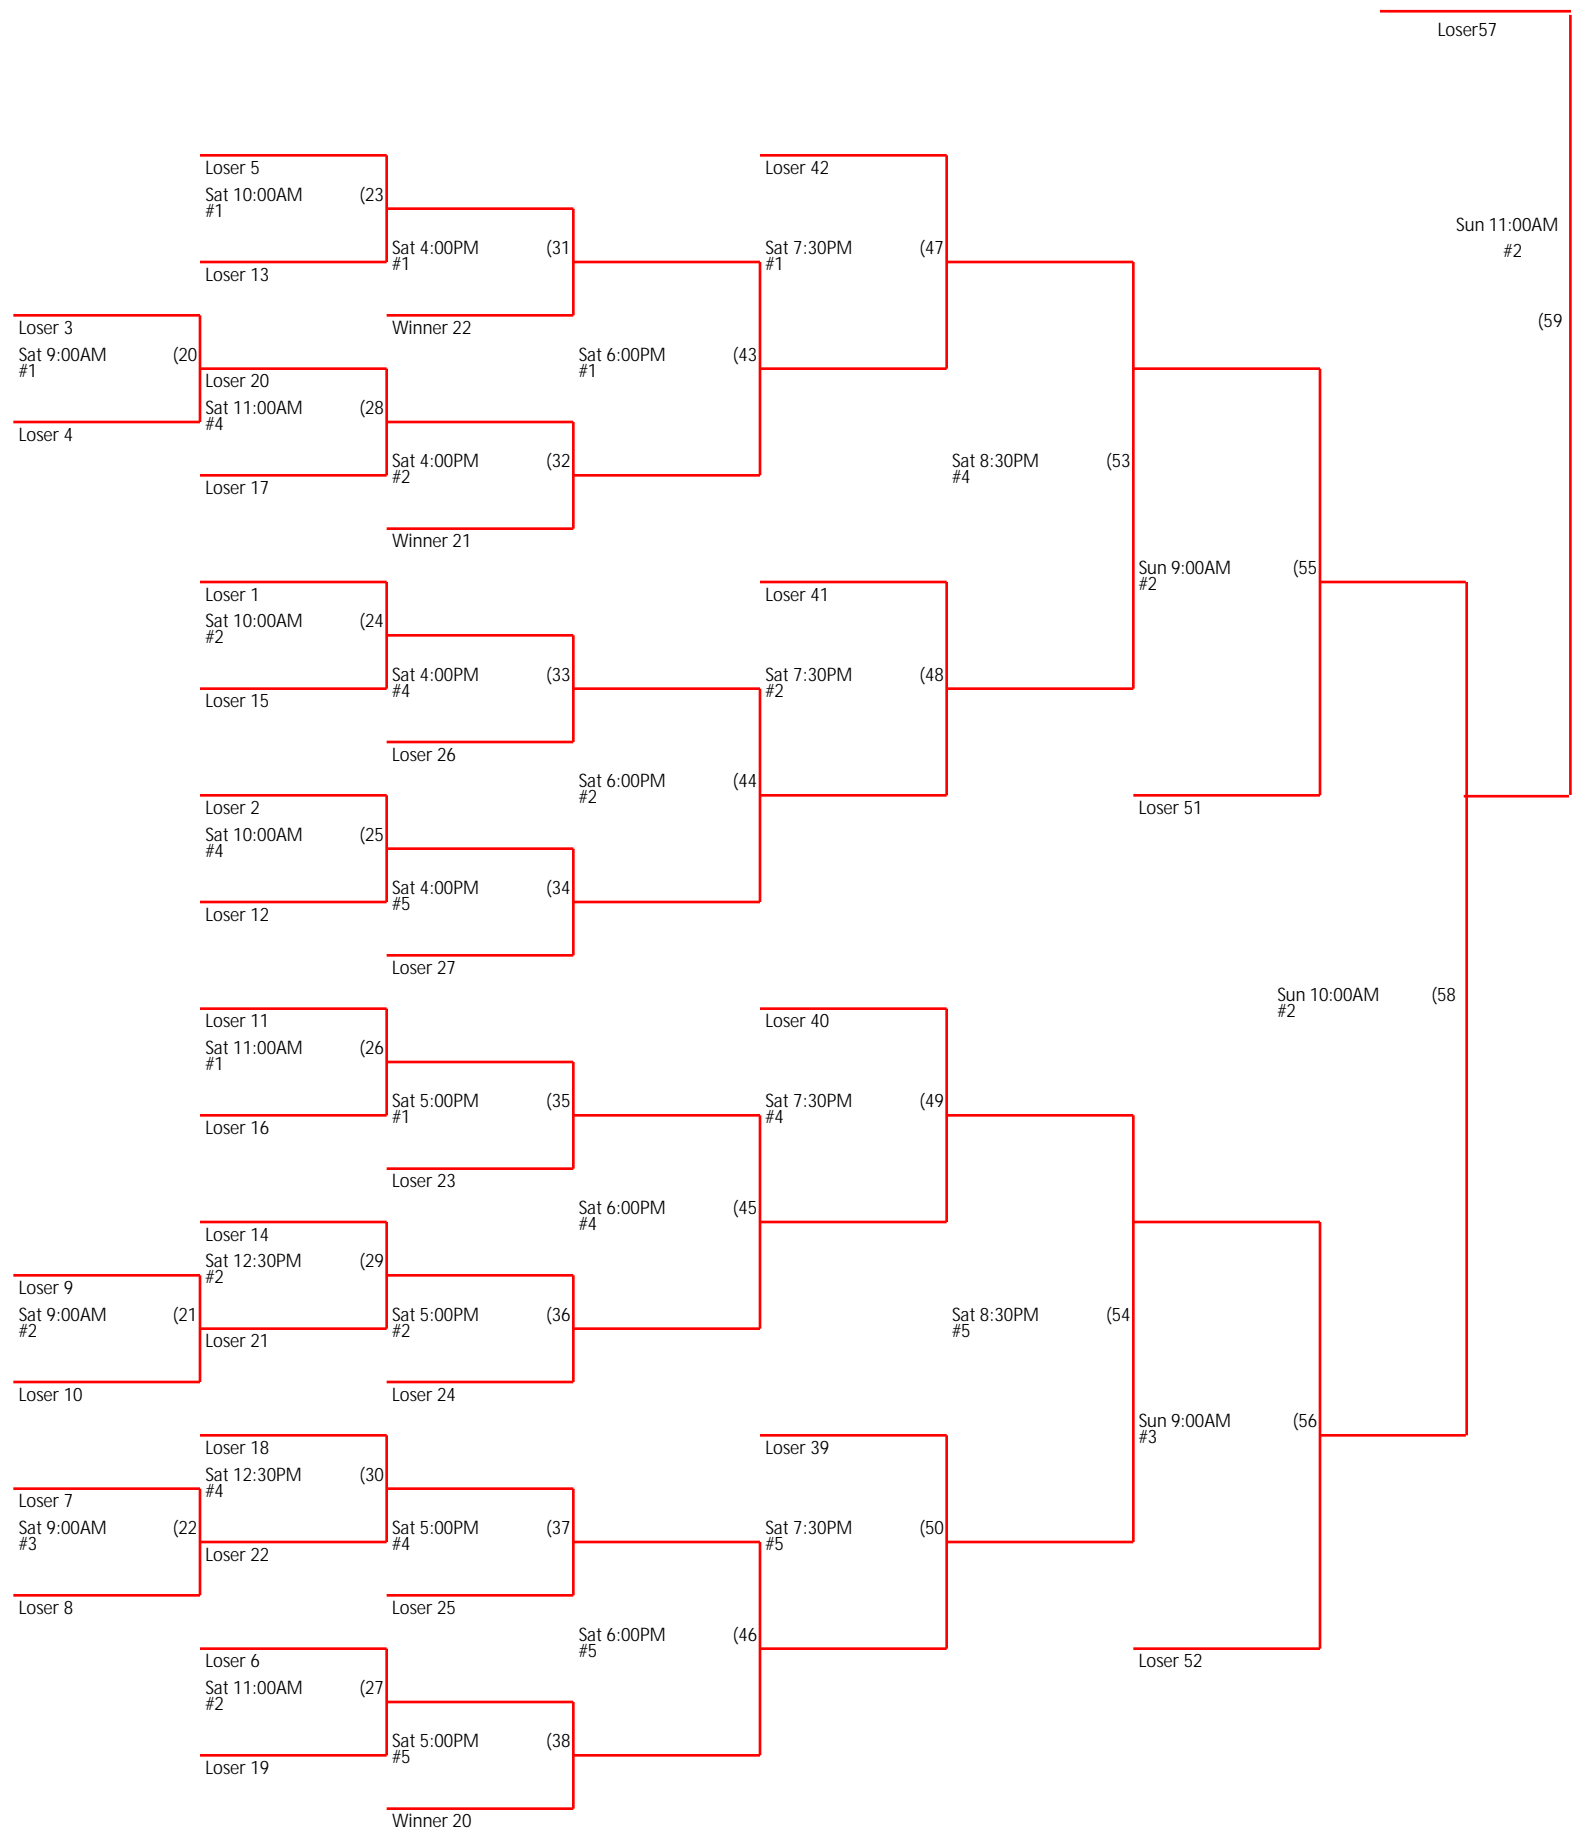 Loser57
Loser 5
Loser 42
Sat 10:00AM (23
#1
Sun 11:00AM
#2
Sat 4:00PM (31
#1
Sat 7:30PM (47
#1
Loser 13
Loser 3
Winner 22
(59
Sat 9:00AM (20
#1
Sat 6:00PM (43
#1
Loser 20
Sat 11:00AM (28
#4
Loser 4
Sat 4:00PM (32
#2
Sat 8:30PM (53
#4
Loser 17
Winner 21
Sun 9:00AM (55
#2
Loser 1
Loser 41
Sat 10:00AM (24
#2
Sat 4:00PM (33
#4
Sat 7:30PM (48
#2
Loser 15
Loser 26
Sat 6:00PM (44
#2
Loser 2
Loser 51
Sat 10:00AM (25
#4
Sat 4:00PM (34
#5
Loser 12
Loser 27
Sun 10:00AM (58
#2
Loser 11
Loser 40
Sat 11:00AM (26
#1
Sat 5:00PM (35
#1
Sat 7:30PM (49
#4
Loser 16
Loser 23
Sat 6:00PM (45
#4
Loser 14
Sat 12:30PM (29
#2
Loser 9
Sat 9:00AM (21
#2
Sat 5:00PM (36
#2
Sat 8:30PM (54
#5
Loser 21
Loser 10
Loser 24
Sun 9:00AM (56
#3
Loser 18
Loser 39
Sat 12:30PM (30
#4
Loser 7
Sat 9:00AM (22
#3
Sat 5:00PM (37
#4
Sat 7:30PM (50
#5
Loser 22
Loser 8
Loser 25
Sat 6:00PM (46
#5
Loser 6
Loser 52
Sat 11:00AM (27
#2
Sat 5:00PM (38
#5
Loser 19
Winner 20